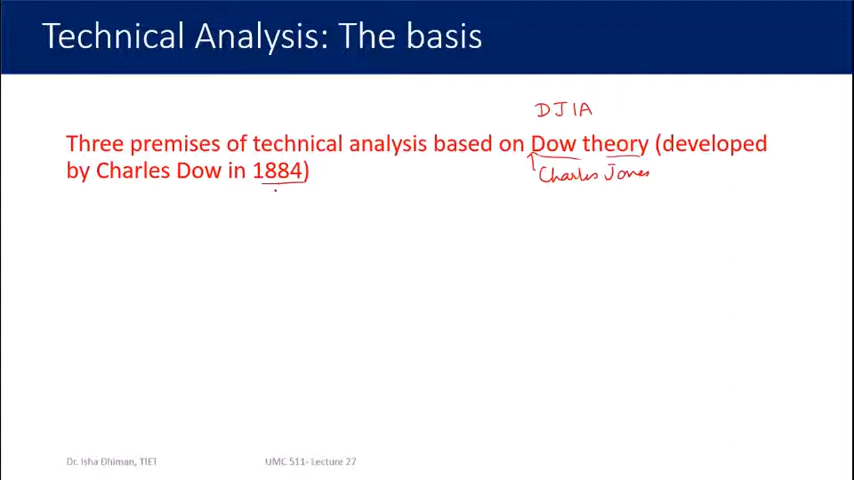 Technical Analysis: The basis
DJIA
Three premises of technical analysis based on Dow theory (developed
by Charles Dow in 1884)
Charles Jones
Dr. Isha Dhiman, TIET
UMC 511- Lecture 27